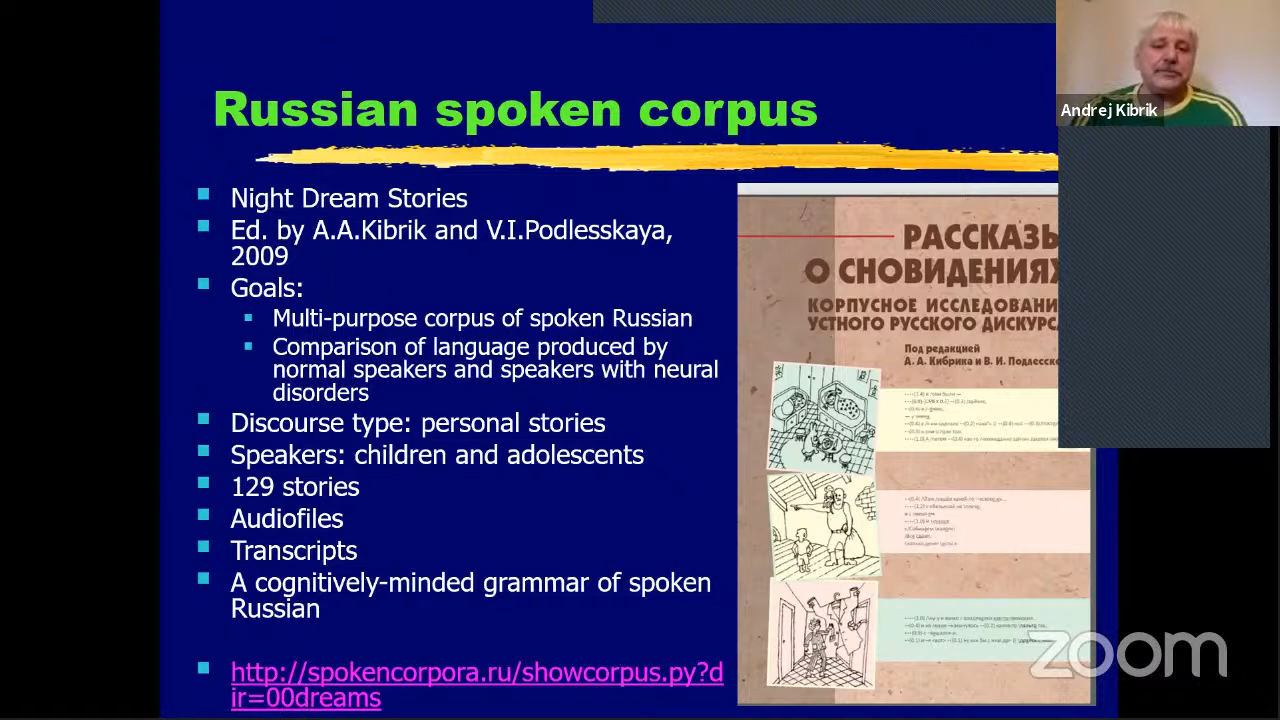 Russian spoken corpus
Andrej Kibrik
Night Dream Stories
Ed. by A.A.Kibrik and V.I.Podlesskaya,
2009
Goals:
Multi-purpose corpus of spoken Russian
Comparison of language produced by
normal speakers and speakers with neural
disorders
Discourse type: personal stories
Speakers: children and adolescents
129 stories
Audiofiles
Transcripts
A cognitively-minded grammar of spoken
Russian
http://spokencorpora.ru/showcorpus.py?d
ir=00dreams
РАССКАЗЫ
О СНОВИДЕНИЯХ
КОРПУСНОЕ ИССЛЕДОВАНИ
УСТНОГО РУССКОГО ДИСКУРСА
Под редакцией
А. А. Кибрика и В. И. Подлесск
zoom